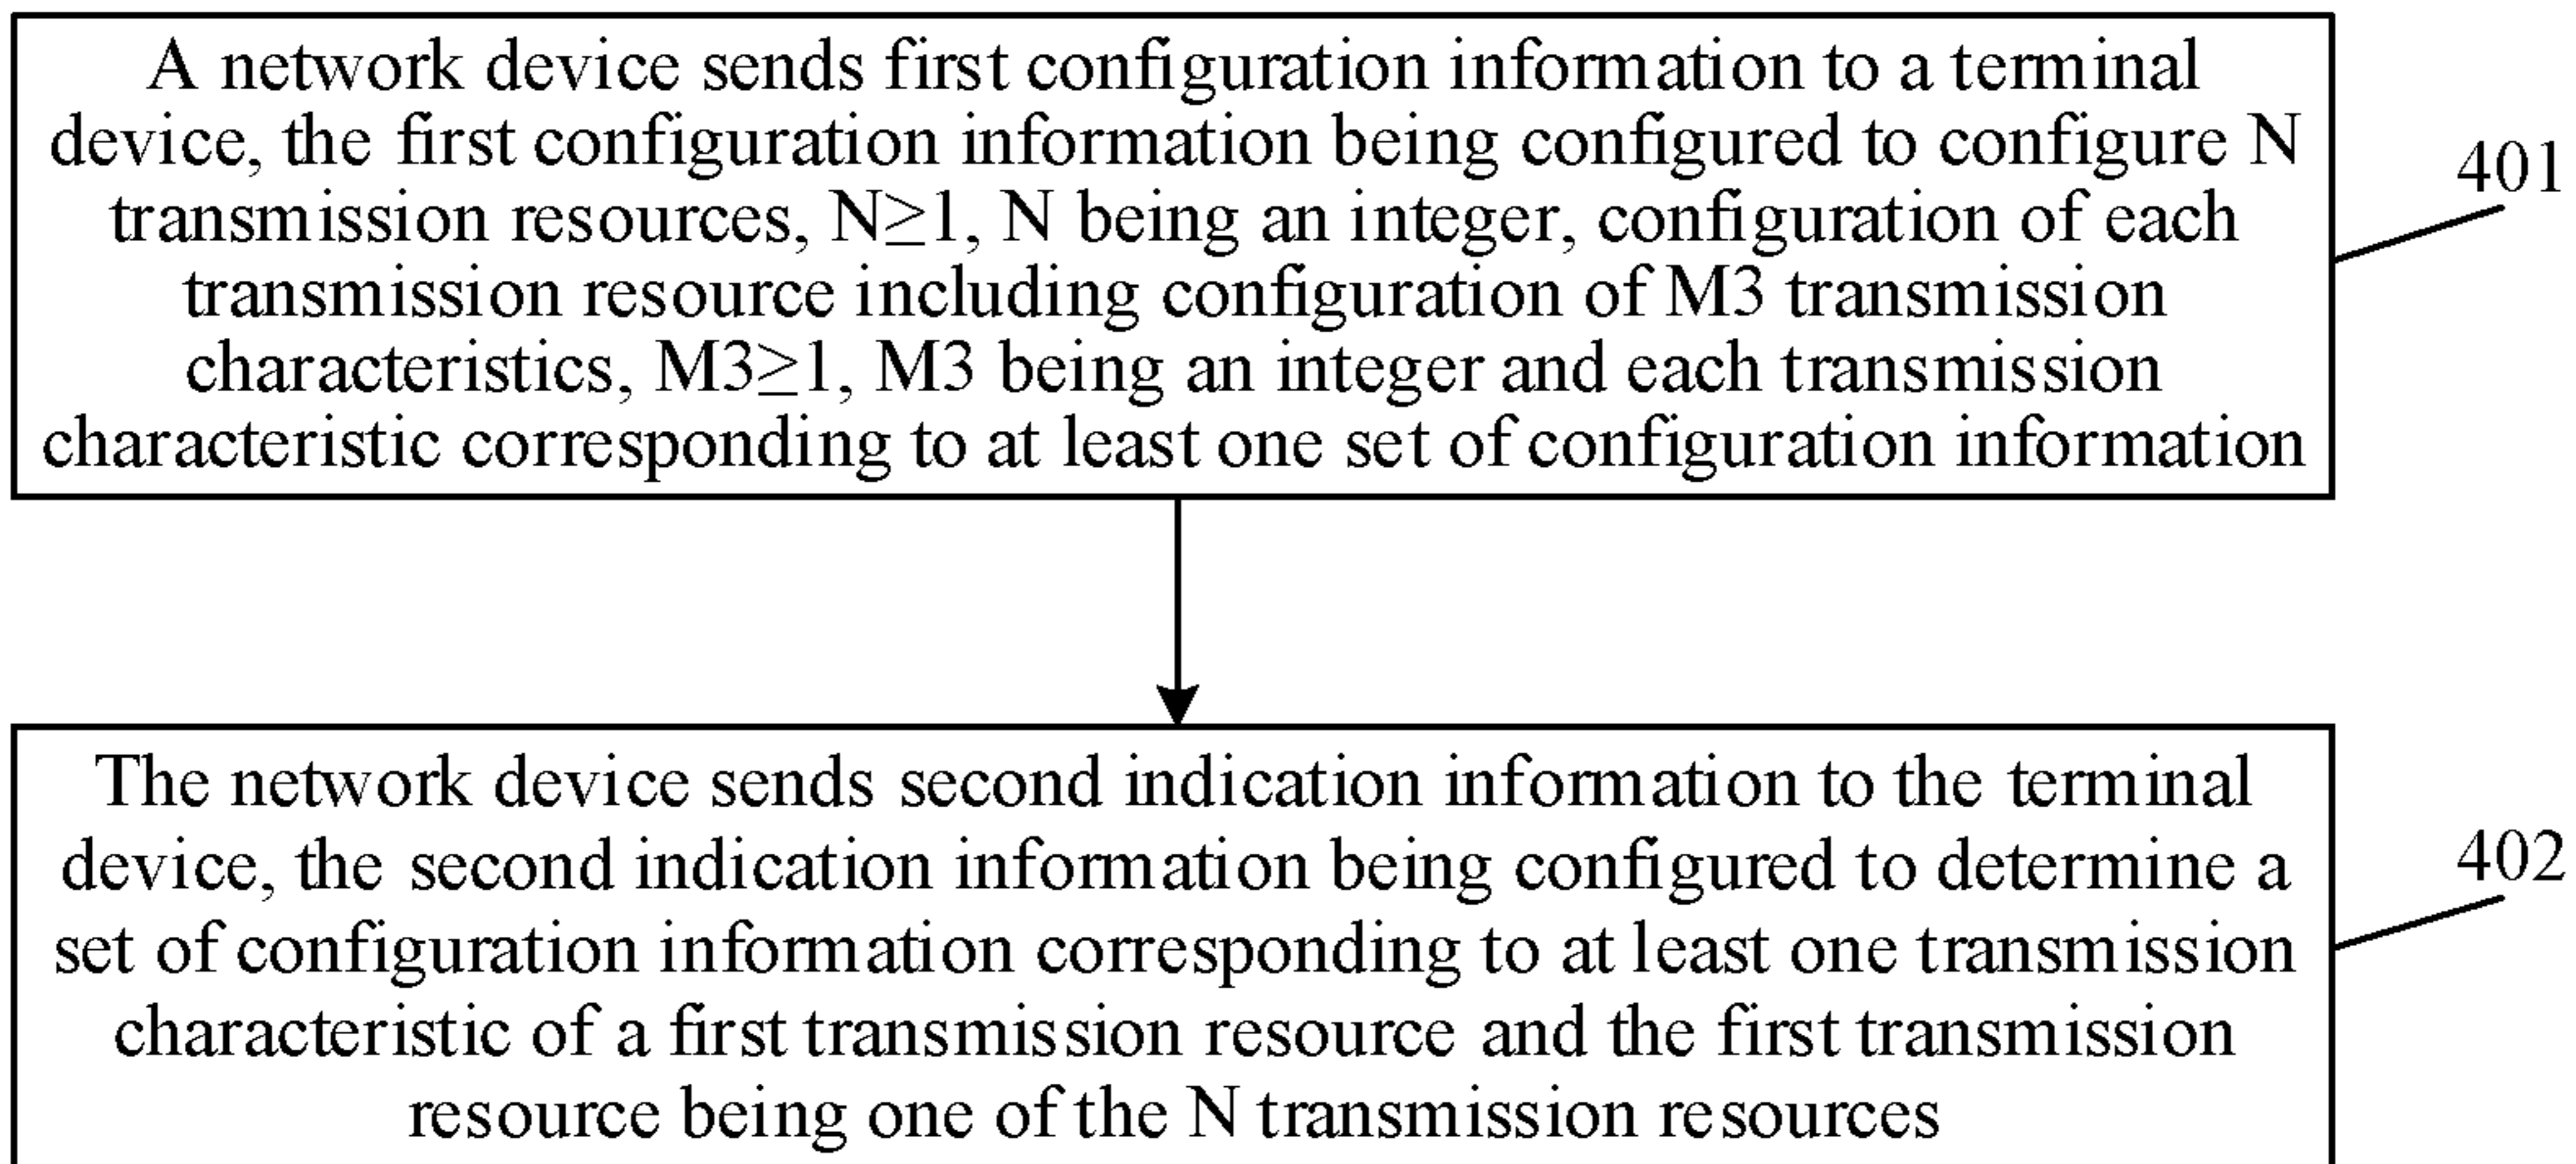 A network device sends first configuration information to a terminal
device, the first configuration information being configured to configure N
transmission resources, N≥1, N being an integer, configuration of each
transmission resource including configuration of M3 transmission
characteristics, M3≥1, M3 being an integer and each transmission
characteristic corresponding to at least one set of configuration information
401
The network device sends second indication information to the terminal
device, the second indication information being configured to determine a
set of configuration information corresponding to at least one transmission
characteristic of a first transmission resource and the first transmission
resource being one of the N transmission resources
402